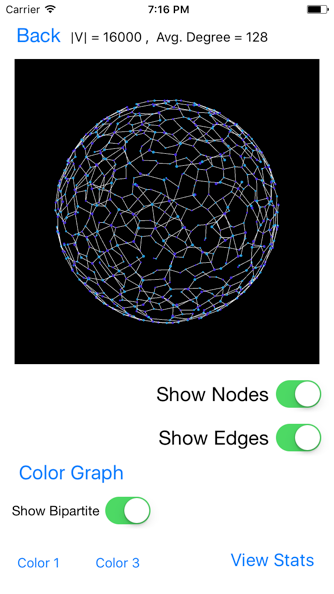 Carrier 7:16 PM
Back |V| = 16000 , Avg. Degree = 128
Show Nodes
Show Edges
Color Graph
Show Bipartite
Color 1 Color 3 View Stats